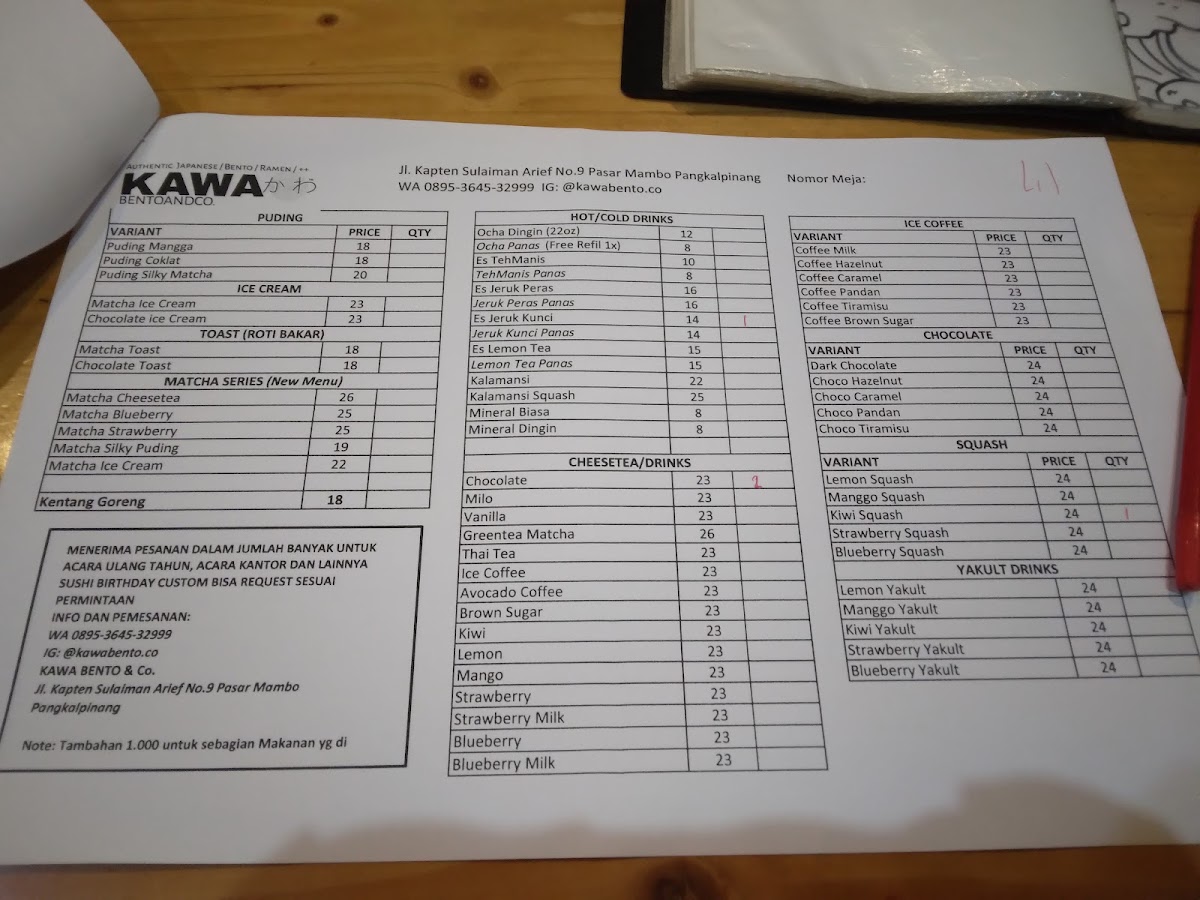 AUTHENTIC JAPANESE / BENTO / RAMEN / ++
KAWA かわ
BENTOANDCO.
Jl. Kapten Sulaiman Arief No.9 Pasar Mambo Pangkalpinang
WA 0895-3645-32999 IG: @kawabento.co
Nomor Meja:
PUDING
VARIANT PRICE QTY
Puding Mangga 18
Puding Coklat 18
Puding Silky Matcha 20
ICE CREAM
Matcha Ice Cream 23
Chocolate ice Cream 23
TOAST (ROTI BAKAR)
Matcha Toast 18
Chocolate Toast 18
MATCHA SERIES (New Menu)
Matcha Cheesetea 26
Matcha Blueberry 25
Matcha Strawberry 25
Matcha Silky Puding 19
Matcha Ice Cream 22
Kentang Goreng 18
MENERIMA PESANAN DALAM JUMLAH BANYAK UNTUK
ACARA ULANG TAHUN, ACARA KANTOR DAN LAINNYA
SUSHI BIRTHDAY CUSTOM BISA REQUEST SESUAI
PERMINTAAN
INFO DAN PEMESANAN:
WA 0895-3645-32999
IG: @kawabento.co
KAWA BENTO & Co.
Jl. Kapten Sulaiman Arief No.9 Pasar Mambo
Pangkalpinang
Note: Tambahan 1.000 untuk sebagian Makanan yg di
HOT/COLD DRINKS
Ocha Dingin (22oz) 12
Ocha Panas (Free Refil 1x) 8
Es TehManis 10
TehManis Panas 8
Es Jeruk Peras 16
Jeruk Peras Panas 16
Es Jeruk Kunci 14 1
Jeruk Kunci Panas 14
Es Lemon Tea 15
Lemon Tea Panas 15
Kalamansi 22
Kalamansi Squash 25
Mineral Biasa 8
Mineral Dingin 8
CHEESETEA/DRINKS
Chocolate 23 2
Milo 23
Vanilla 23
Greentea Matcha 26
Thai Tea 23
Ice Coffee 23
Avocado Coffee 23
Brown Sugar 23
Kiwi 23
Lemon 23
Mango 23
Strawberry 23
Strawberry Milk 23
Blueberry 23
Blueberry Milk 23
ICE COFFEE
VARIANT PRICE QTY
Coffee Milk 23
Coffee Hazelnut 23
Coffee Caramel 23
Coffee Pandan 23
Coffee Tiramisu 23
Coffee Brown Sugar 23
CHOCOLATE
VARIANT PRICE QTY
Dark Chocolate 24
Choco Hazelnut 24
Choco Caramel 24
Choco Pandan 24
Choco Tiramisu 24
SQUASH
VARIANT PRICE QTY
Lemon Squash 24
Manggo Squash 24
Kiwi Squash 24 1
Strawberry Squash 24
Blueberry Squash 24
YAKULT DRINKS
Lemon Yakult 24
Manggo Yakult 24
Kiwi Yakult 24
Strawberry Yakult 24
Blueberry Yakult 24